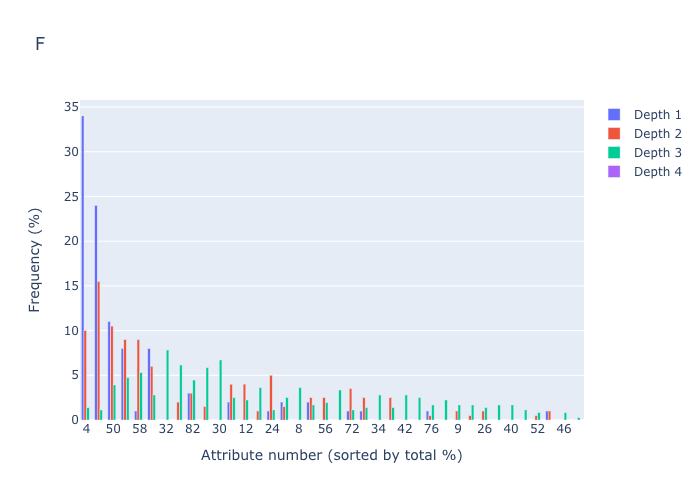 F
Depth 1
Depth 2
Depth 3
Depth 4
Frequency (%)
35
30
25
20
15
10
5
0
4 50 58 32 82 30 12 24 8 56 72 34 42 76 9 26 40 52 46
Attribute number (sorted by total %)